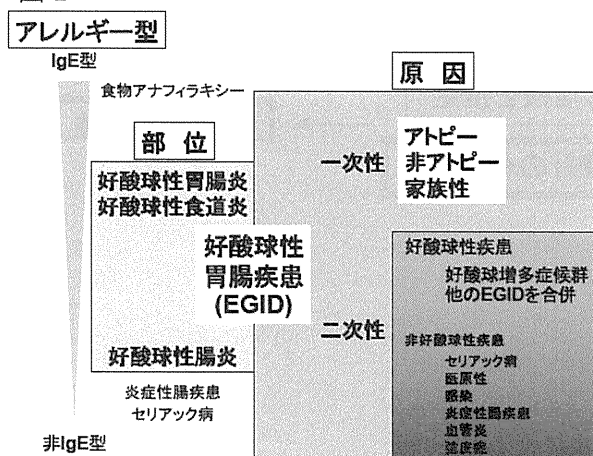 アレルギー型
IgE型
食物アナフィラキシー
部 位
好酸球性胃腸炎
好酸球性食道炎
好酸球性
胃腸疾患
(EGID)
好酸球性腸炎
炎症性腸疾患
セリアック病
非IgE型
原 因
一次性
アトピー
非アトピー
家族性
二次性
好酸球性疾患
好酸球増多症候群
他のEGIDを合併
非好酸球性疾患
セリアック病
医原性
感染
炎症性腸疾患
血管炎